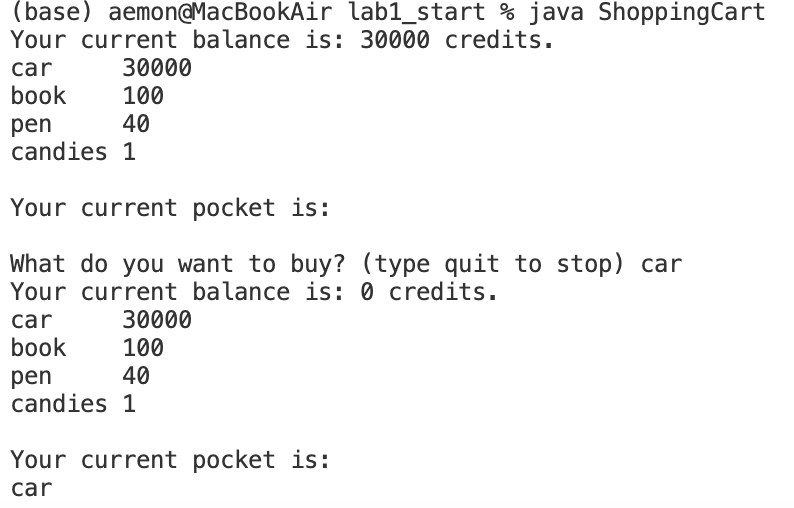 (base) aemon@MacBookAir lab1_start % java ShoppingCart
Your current balance is: 30000 credits.
car     30000
book    100
pen     40
candies 1
Your current pocket is:
What do you want to buy? (type quit to stop) car
Your current balance is: 0 credits.
car     30000
book    100
pen     40
candies 1
Your current pocket is:
car